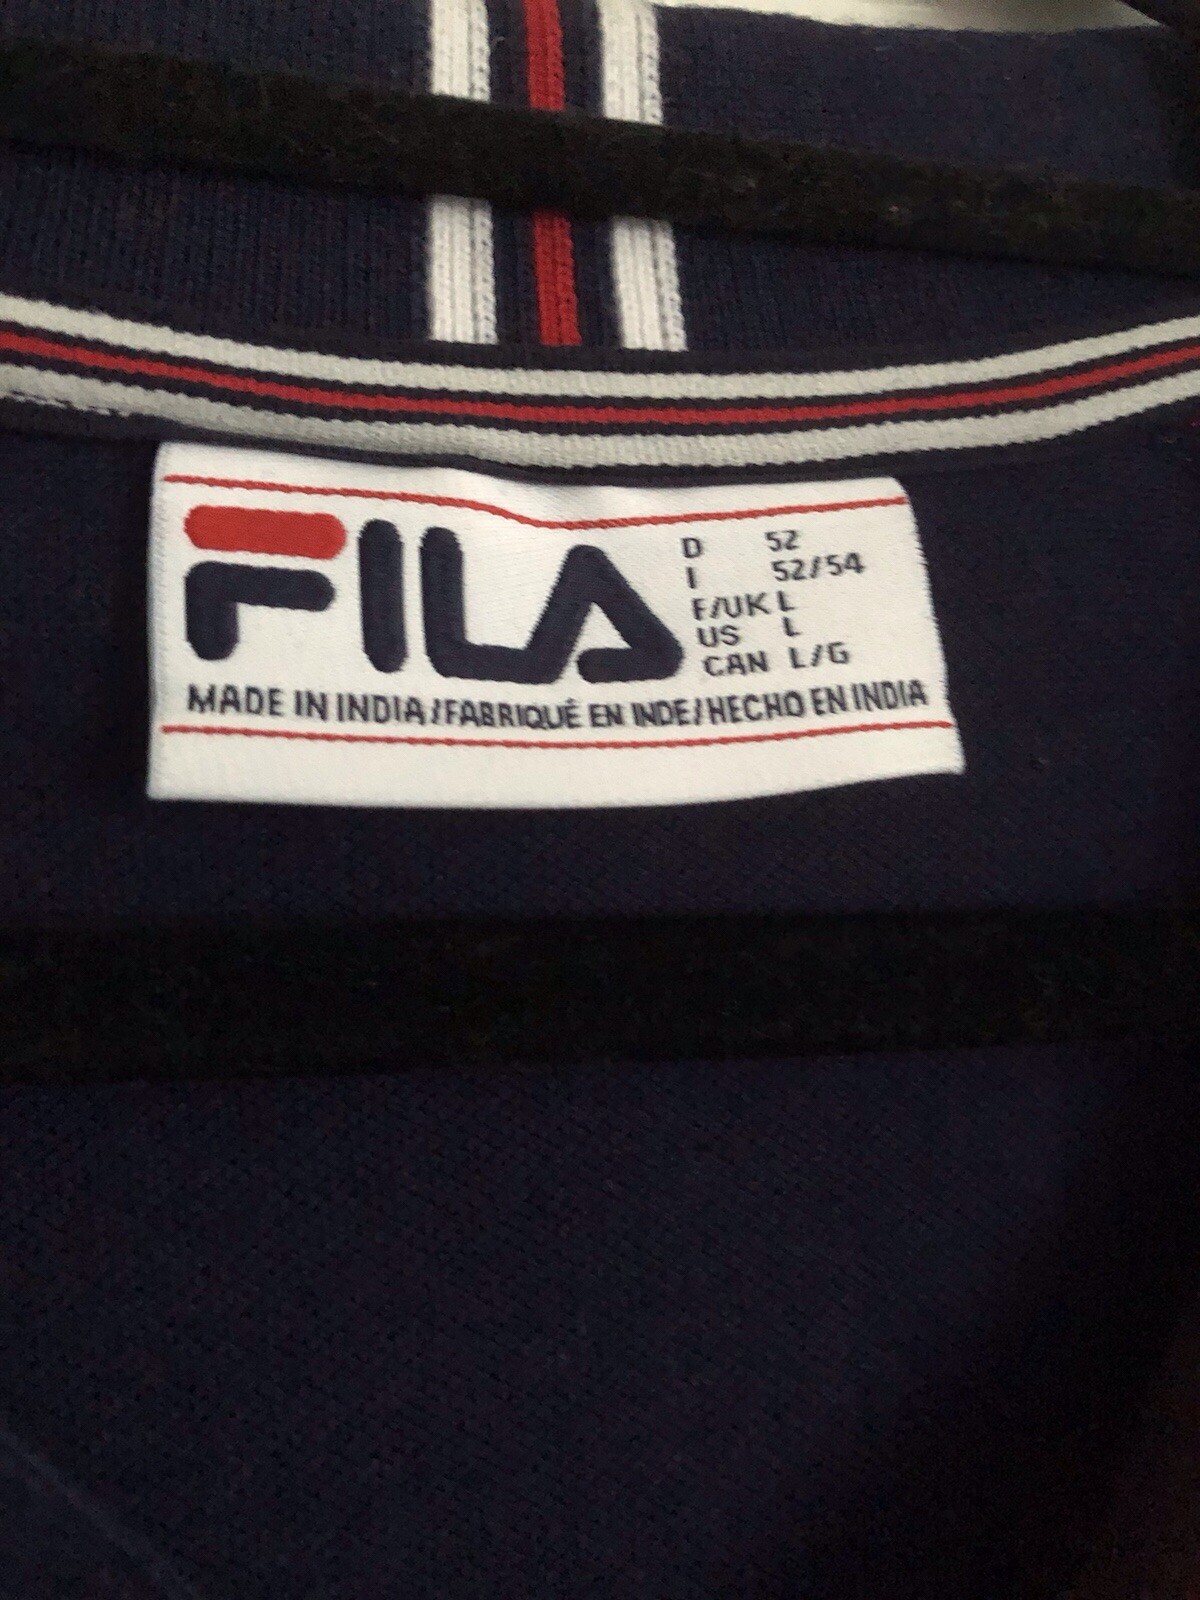 FILA
D 52
I 52/54
F/UK L
US L
CAN L/G
MADE IN INDIA/FABRIQUÉ EN INDE/HECHO EN INDIA